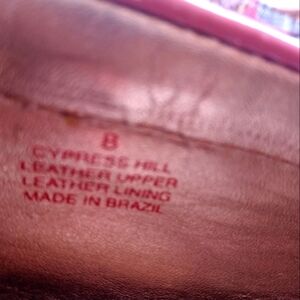 8
CYPRESS HILL
LEATHER UPPER
LEATHER LINING
MADE IN BRAZIL